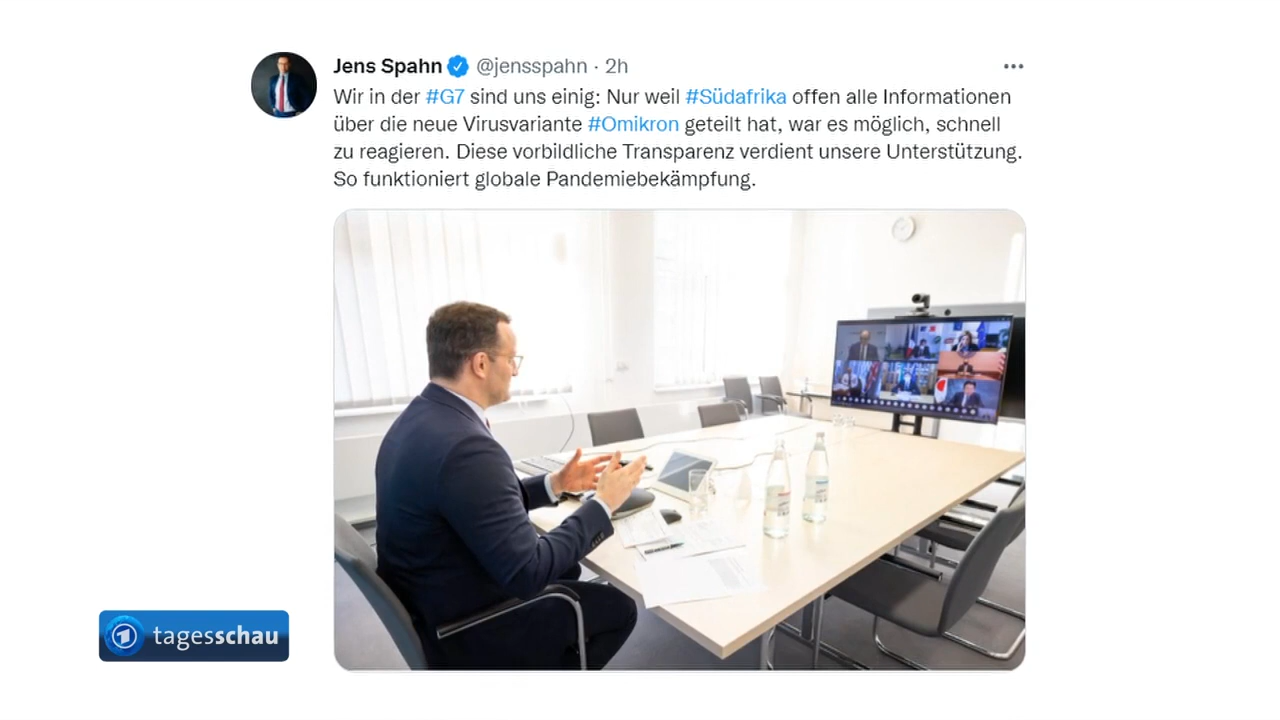 Jens Spahn @jensspahn · 2h
Wir in der #G7 sind uns einig: Nur weil #Südafrika offen alle Informationen
über die neue Virusvariante #Omikron geteilt hat, war es möglich, schnell
zu reagieren. Diese vorbildliche Transparenz verdient unsere Unterstützung.
So funktioniert globale Pandemiebekämpfung.
tagesschau